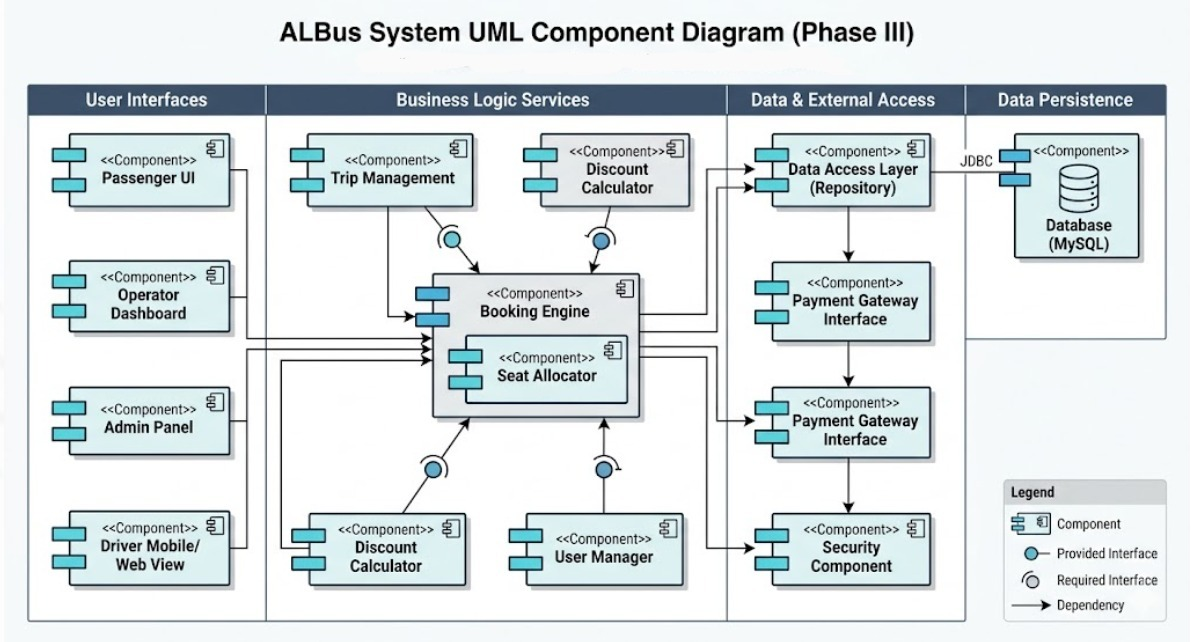 ALBus System UML Component Diagram (Phase III)
User Interfaces
Business Logic Services
Data & External Access
Data Persistence
<<Component>>
Passenger UI
<<Component>>
Operator
Dashboard
<<Component>>
Admin Panel
<<Component>>
Driver Mobile/
Web View
<<Component>>
Trip Management
<<Component>>
Discount
Calculator
<<Component>>
Booking Engine
<<Component>>
Seat Allocator
<<Component>>
Discount
Calculator
<<Component>>
User Manager
<<Component>>
Data Access Layer
(Repository)
<<Component>>
Payment Gateway
Interface
<<Component>>
Payment Gateway
Interface
<<Component>>
Security
Component
JDBC
<<Component>>
Database
(MySQL)
Legend
Component
Provided Interface
Required Interface
Dependency